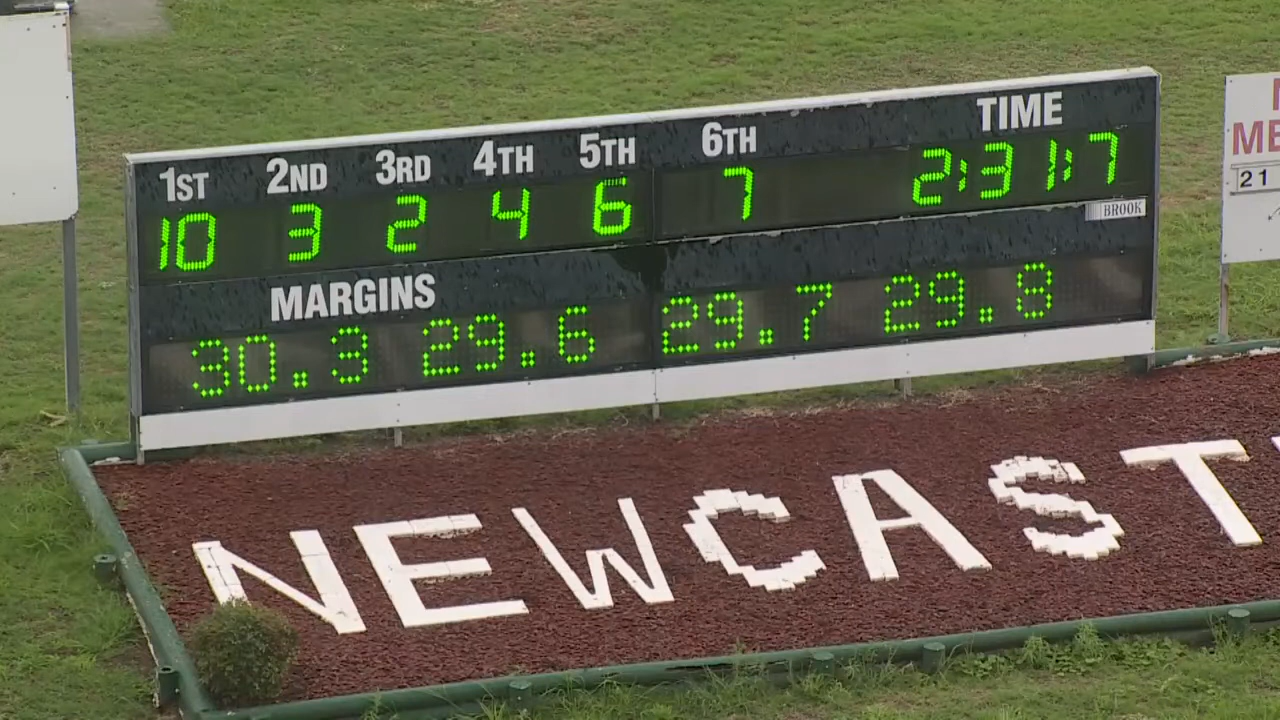 1ST 2ND 3RD 4TH 5TH 6TH TIME
10 3 2 4 6 7 2:31:7
BROOK
MARGINS
30.3 29.6 29.7 29.8
ME
21
NEWCAST